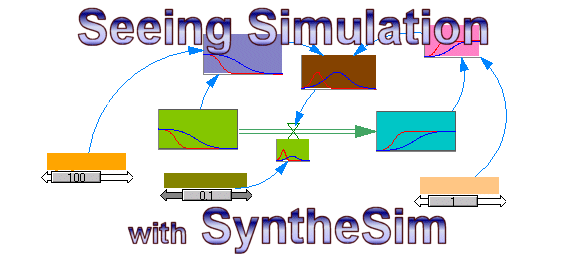 Seeing Simulation
100
0.1
1
with SyntheSim